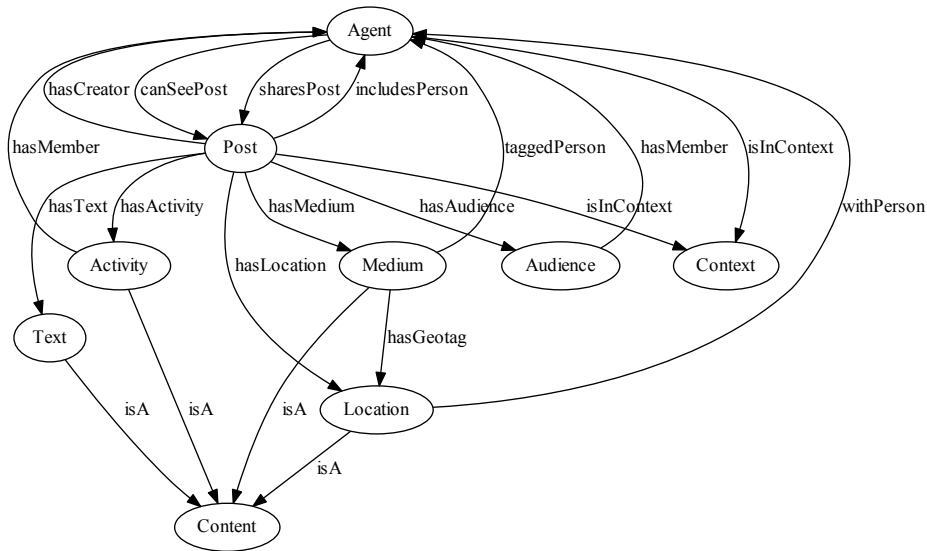 Agent
hasCreator
canSeePost
sharesPost
includesPerson
hasMember
Post
taggedPerson
hasMember
isInContext
hasText
hasActivity
hasMedium
hasAudience
isInContext
withPerson
hasLocation
Activity
Medium
Audience
Context
Text
hasGeotag
isA
isA
isA
Location
isA
Content